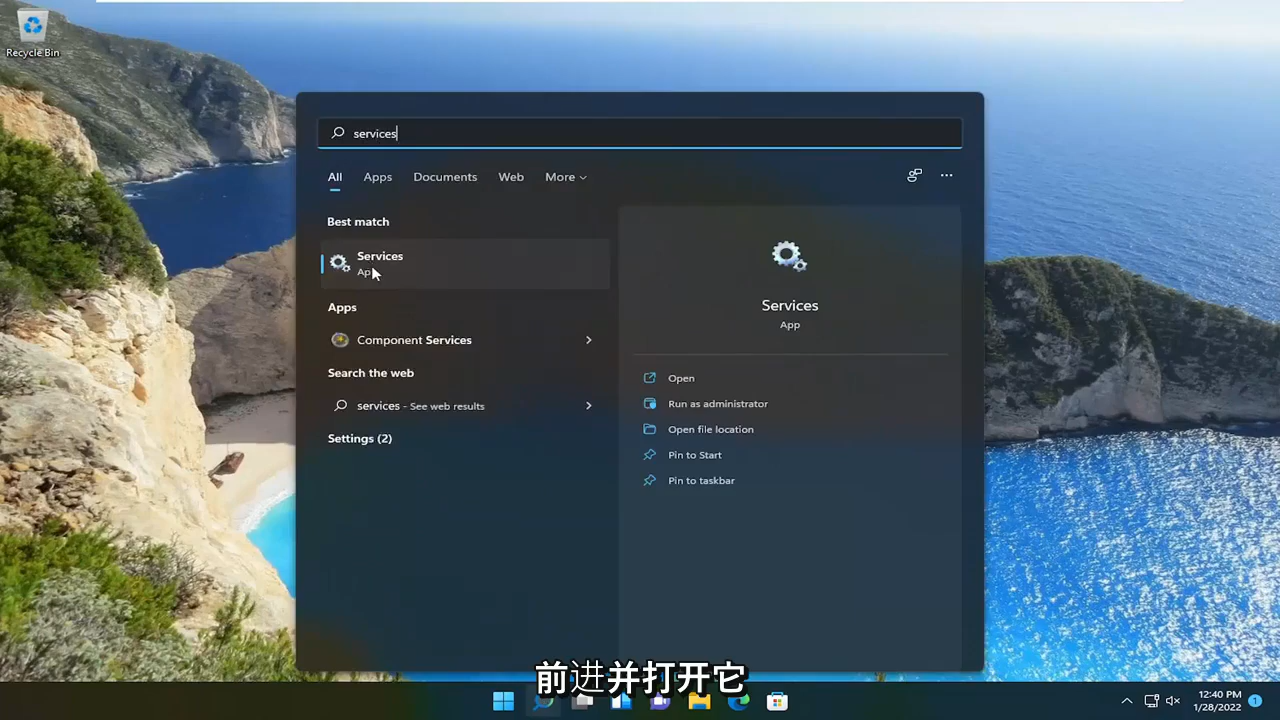 Recycle Bin
services
All Apps Documents Web More
Best match
Services
App
Apps
Component Services
Search the web
services - See web results
Settings (2)
Services
App
Open
Run as administrator
Open file location
Pin to Start
Pin to taskbar
前进并打开它
12:40 PM
1/28/2022
1